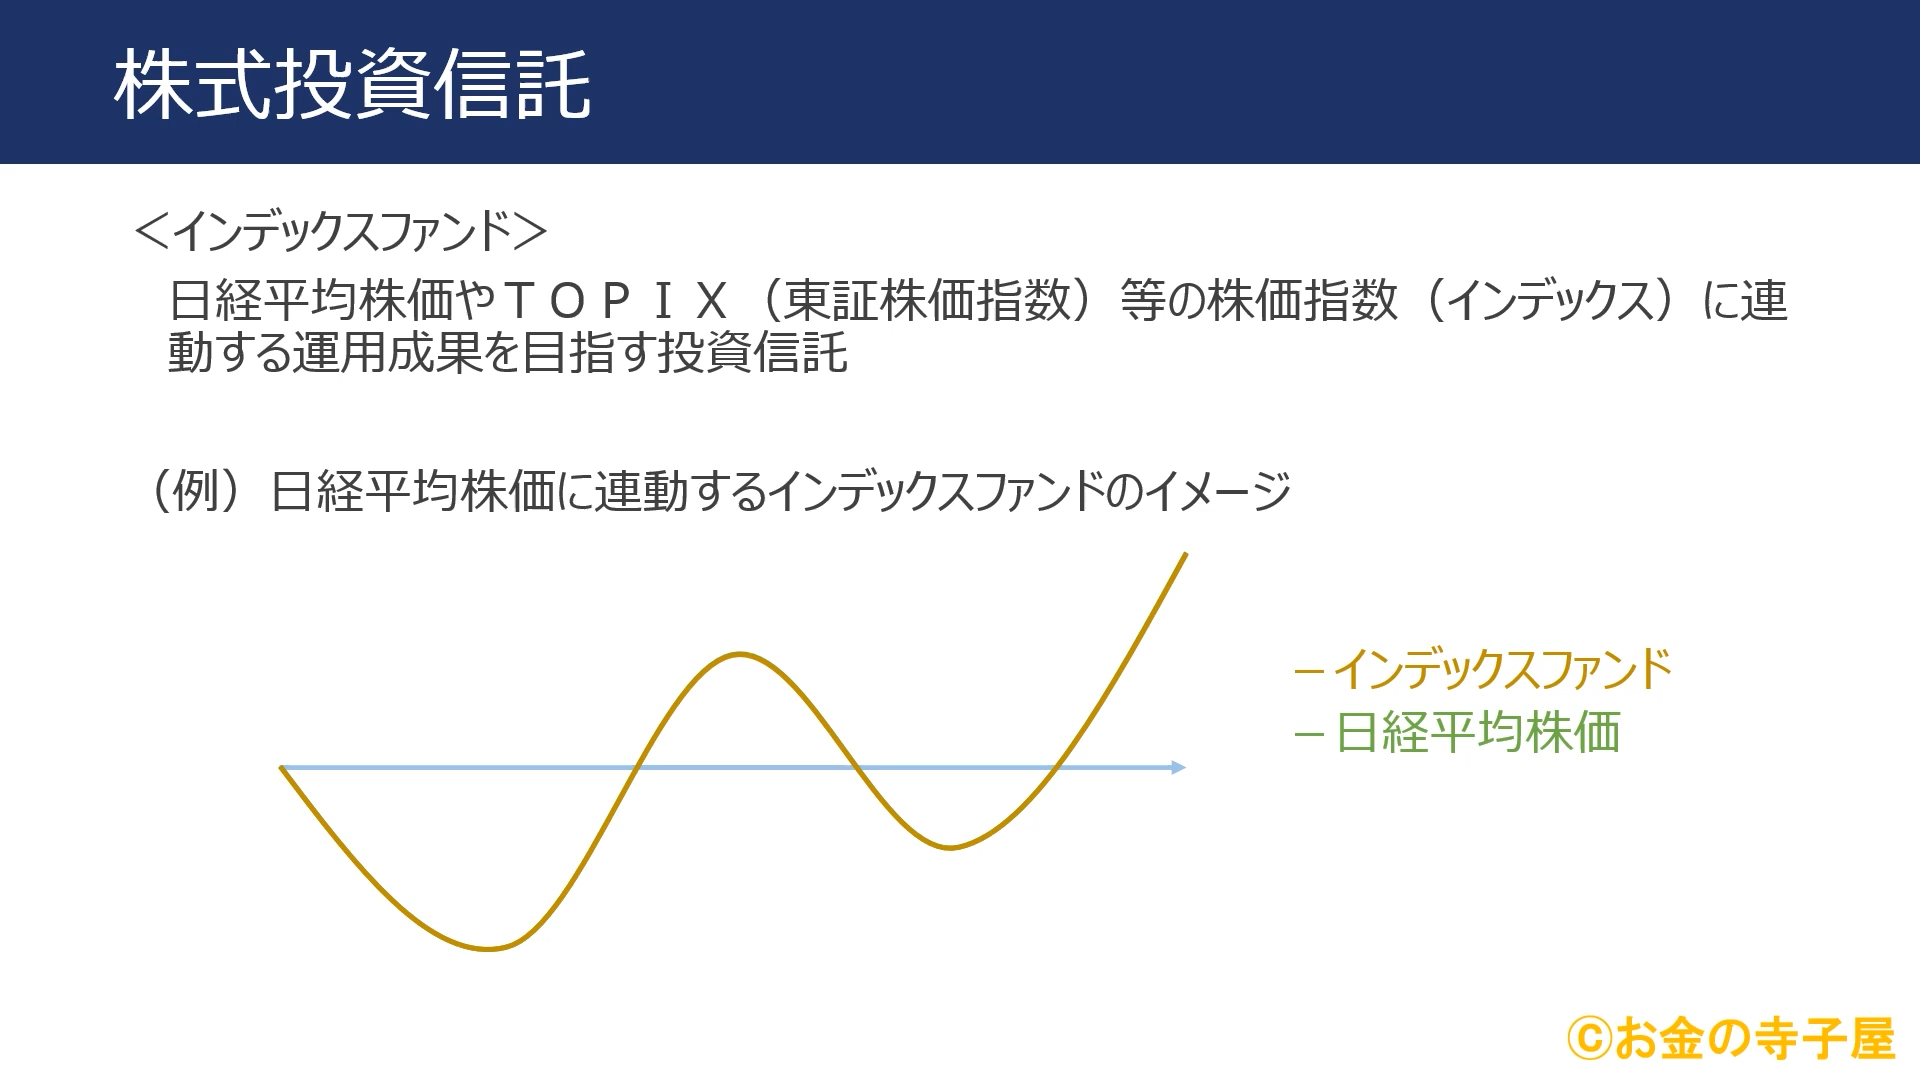 株式投資信託
＜インデックスファンド＞
日経平均株価やＴＯＰＩＸ（東証株価指数）等の株価指数（インデックス）に連
動する運用成果を目指す投資信託
（例）日経平均株価に連動するインデックスファンドのイメージ
－インデックスファンド
－日経平均株価
Ⓒお金の寺子屋